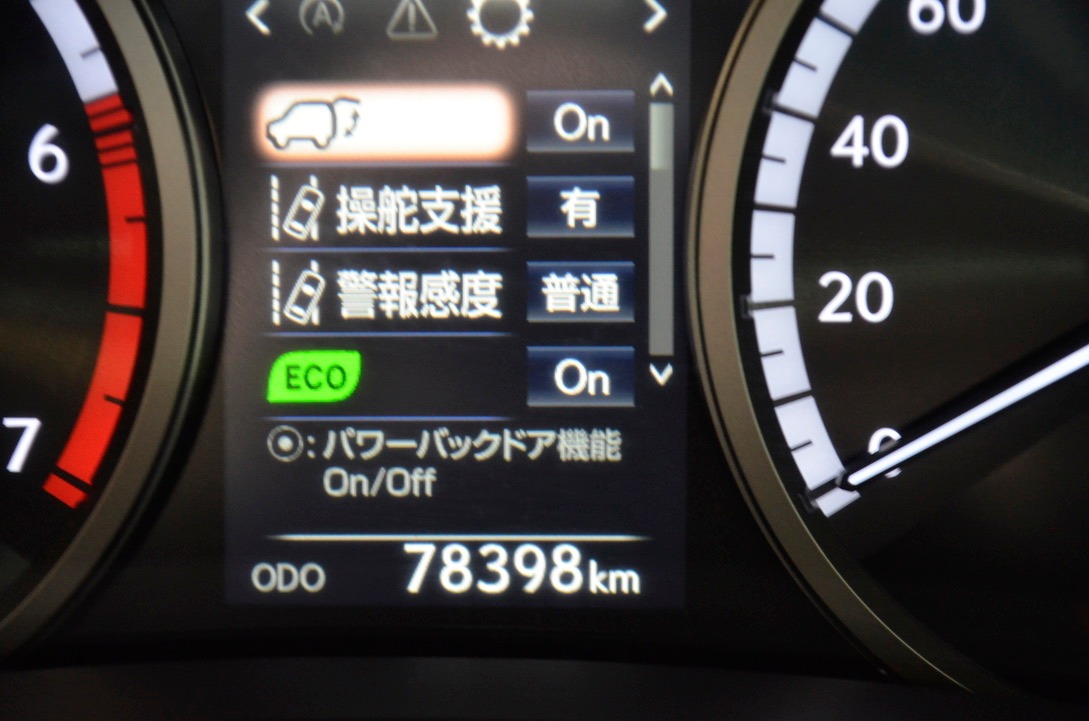 A
60
On
6
40
操舵支援 有
警報感度 普通
20
ECO On
7
0
⦿: パワーバックドア機能
On/Off
ODO 78398km